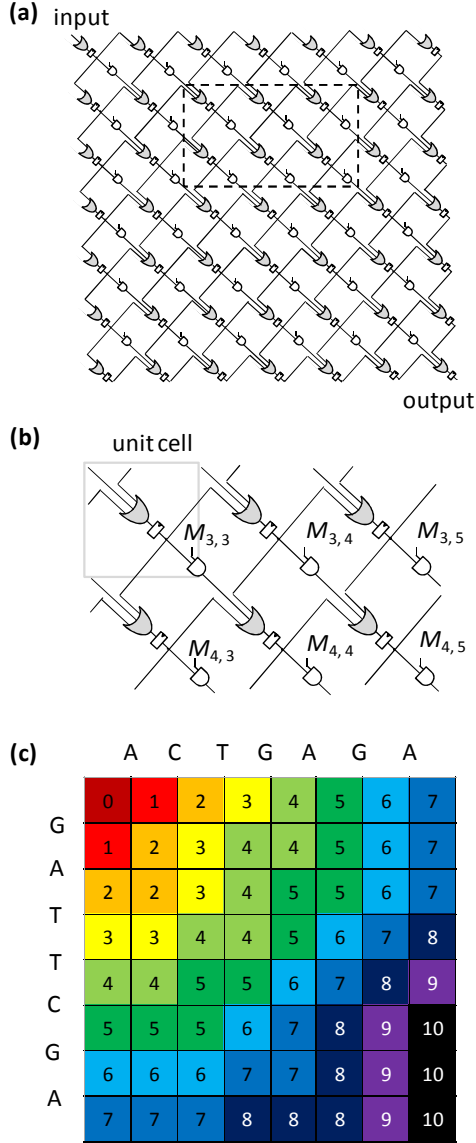 (a)
input
output
(b)
unit cell
M3, 3 M3, 4 M3, 5
M4, 3 M4, 4 M4, 5
(c)
A C T G A G A
0 1 2 3 4 5 6 7
G
1 2 3 4 4 5 6 7
A
2 2 3 4 5 5 6 7
T
3 3 4 4 5 6 7 8
T
4 4 5 5 6 7 8 9
C
5 5 5 6 7 8 9 10
G
6 6 6 7 7 8 9 10
A
7 7 7 8 8 8 9 10